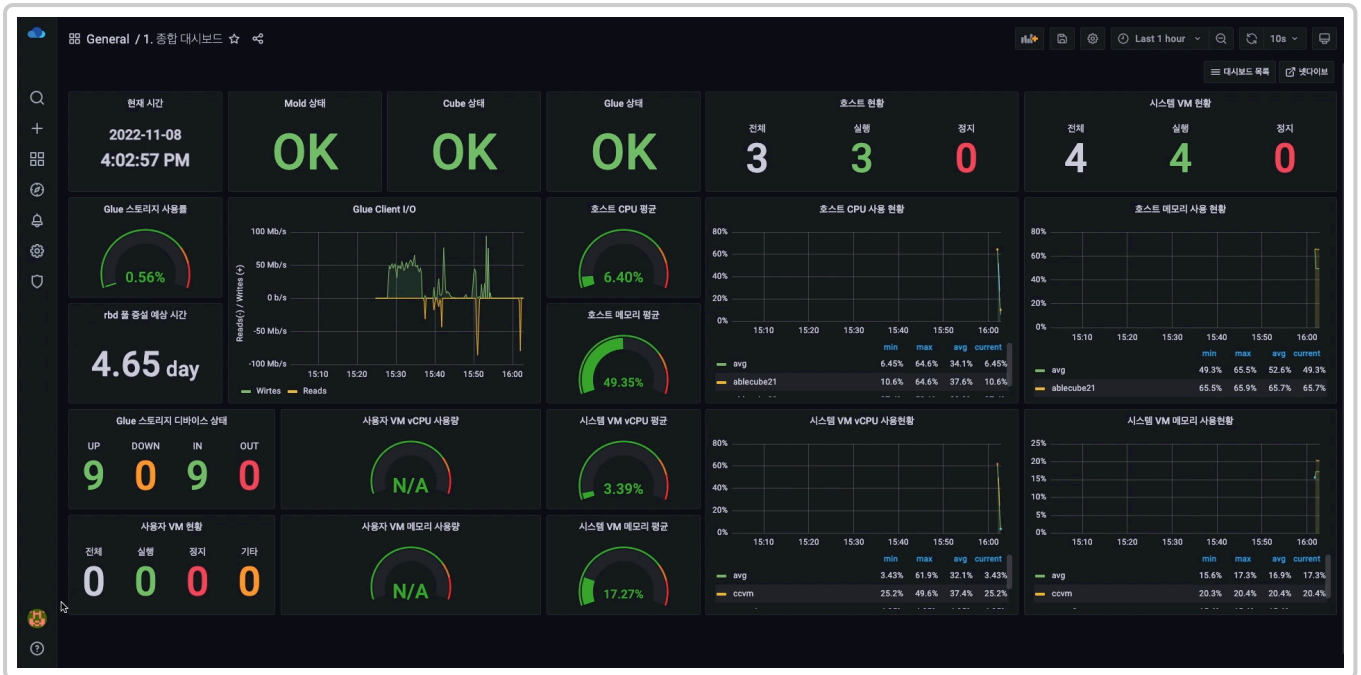 General / 1. 종합 대시보드
Last 1 hour
10s
대시보드 목록
넷다이브
현재 시간
2022-11-08
4:02:57 PM
Mold 상태
OK
Cube 상태
OK
Glue 상태
OK
호스트 현황
전체 실행 정지
3 3 0
시스템 VM 현황
전체 실행 정지
4 4 0
Glue 스토리지 사용률
0.56%
rbd 풀 증설 예상 시간
4.65 day
Glue Client I/O
Reads(-) / Writes (+)
100 Mb/s
50 Mb/s
0 b/s
-50 Mb/s
-100 Mb/s
15:10 15:20 15:30 15:40 15:50 16:00
Wirtes Reads
호스트 CPU 평균
6.40%
호스트 메모리 평균
49.35%
호스트 CPU 사용 현황
80%
60%
40%
20%
0%
15:10 15:20 15:30 15:40 15:50 16:00
min max avg current
avg 6.45% 64.6% 34.1% 6.45%
ablecube21 10.6% 64.6% 37.6% 10.6%
호스트 메모리 사용 현황
80%
60%
40%
20%
0%
15:10 15:20 15:30 15:40 15:50 16:00
min max avg current
avg 49.3% 65.5% 52.6% 49.3%
ablecube21 65.5% 65.9% 65.7% 65.7%
Glue 스토리지 디바이스 상태
UP DOWN IN OUT
9 0 9 0
사용자 VM vCPU 사용량
N/A
시스템 VM vCPU 평균
3.39%
시스템 VM vCPU 사용현황
80%
60%
40%
20%
0%
15:10 15:20 15:30 15:40 15:50 16:00
min max avg current
avg 3.43% 61.9% 32.1% 3.43%
ccvm 25.2% 49.6% 37.4% 25.2%
시스템 VM 메모리 사용현황
25%
20%
15%
10%
5%
0%
15:10 15:20 15:30 15:40 15:50 16:00
min max avg current
avg 15.6% 17.3% 16.9% 17.3%
ccvm 20.3% 20.4% 20.4% 20.4%
사용자 VM 현황
전체 실행 정지 기타
0 0 0 0
사용자 VM 메모리 사용량
N/A
시스템 VM 메모리 평균
17.27%